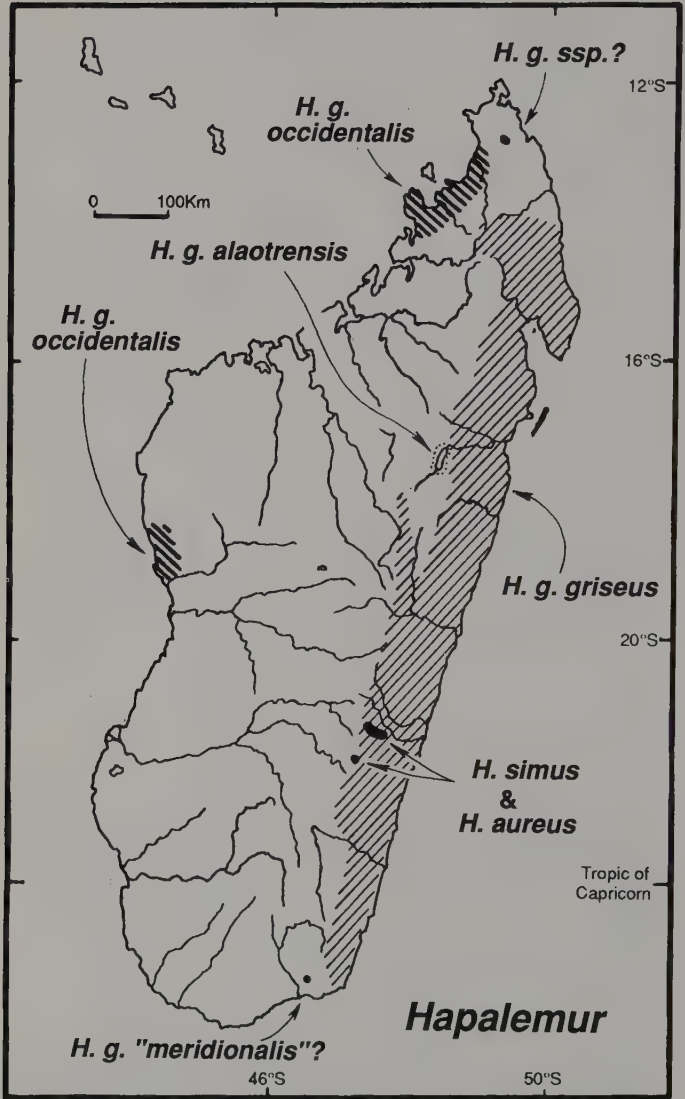 H. g. ssp.?
12°S
H. g.
occidentalis
0 100Km
H. g. alaotrensis
H. g.
occidentalis
16°S
H. g. griseus
20°S
H. simus
&
H. aureus
Tropic of
Capricorn
Hapalemur
H. g. "meridionalis"?
46°S
50°S